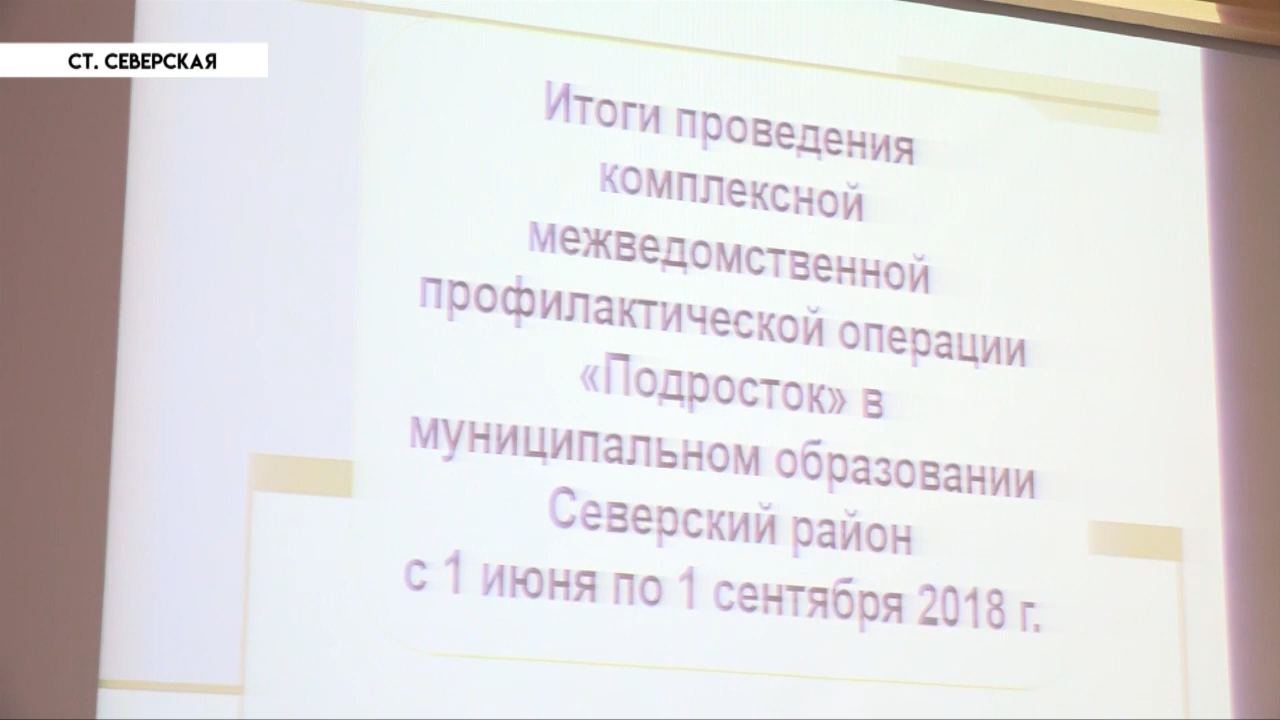 СТ. СЕВЕРСКАЯ
Итоги проведения
комплексной
межведомственной
профилактической операции
«Подросток» в
муниципальном образовании
Северский район
с 1 июня по 1 сентября 2018 г.